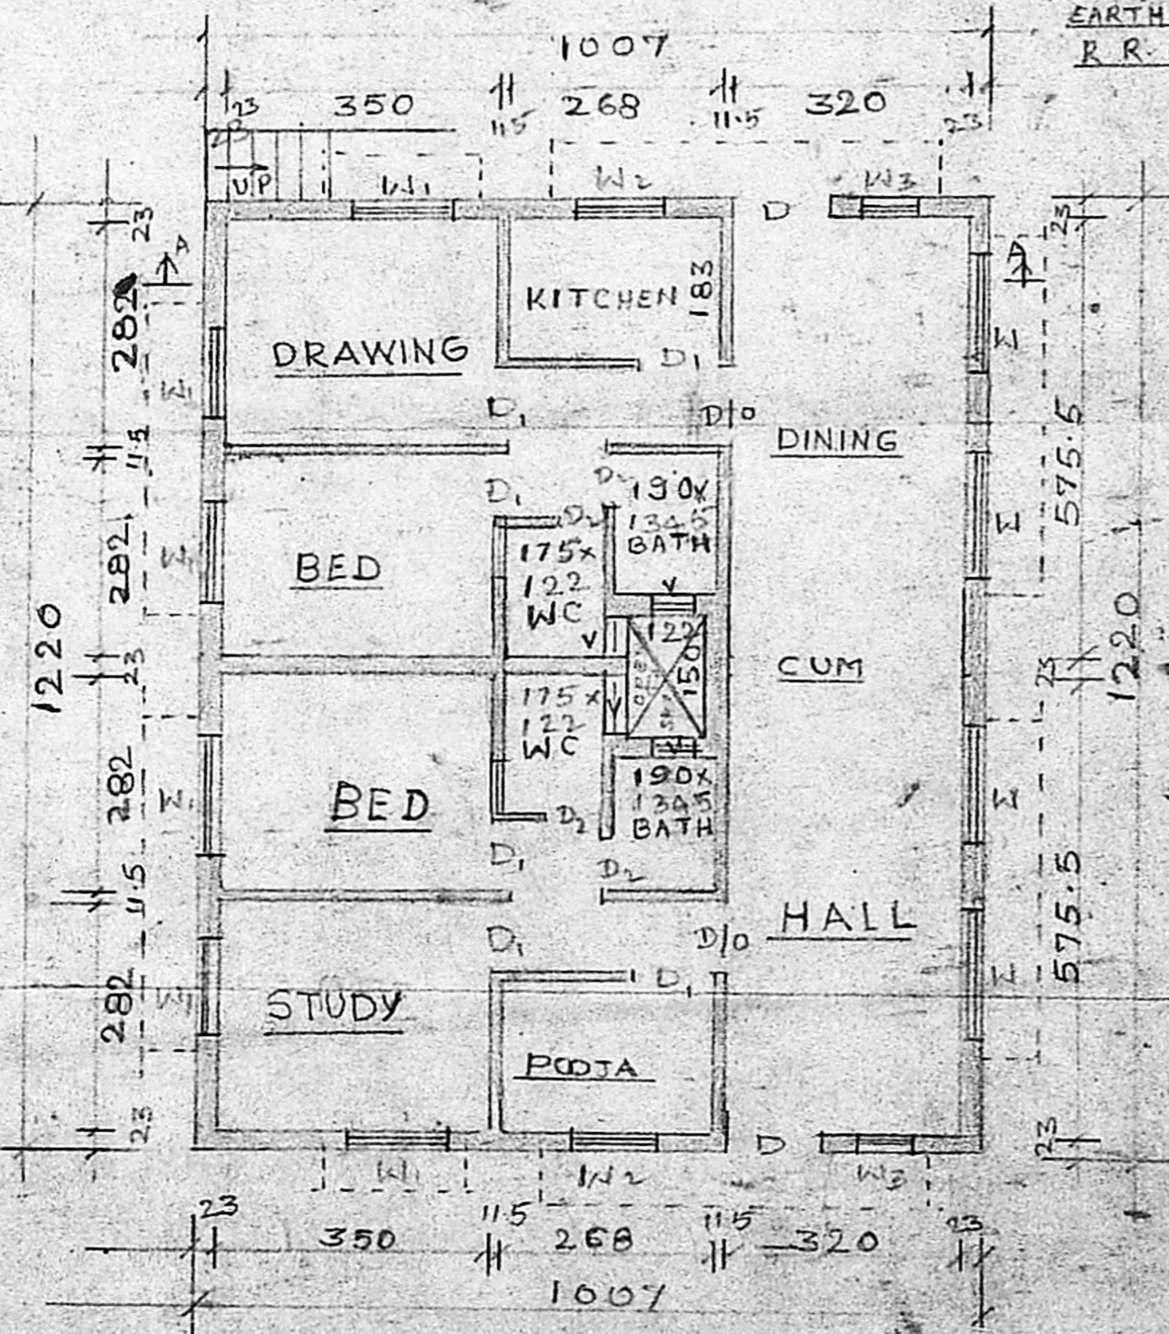 EARTH
R R.
1007
23 350 11.5 268 11.5 320 23
23
UP
W1 W2 W3
D
23 23
A A
282
KITCHEN 183
W
DRAWING
D1
W1
D1 D/O
575.5
DINING
11.5
D1 D2 190x
D2 1345
BATH
W
175x
122
WC
V
V
BED
282
W1
1220 1220
122
150
open
CUM
23 23
175x
122
WC
V
190x
1345
BATH
282
BED
W1 W
D2
D1 D2
11.5
575.5
HALL
D1 D/O
D1
W
282
W1
STUDY
POOJA
23 23
D
W1 W2 W3
23 11.5 11.5 23
350 268 320
1007